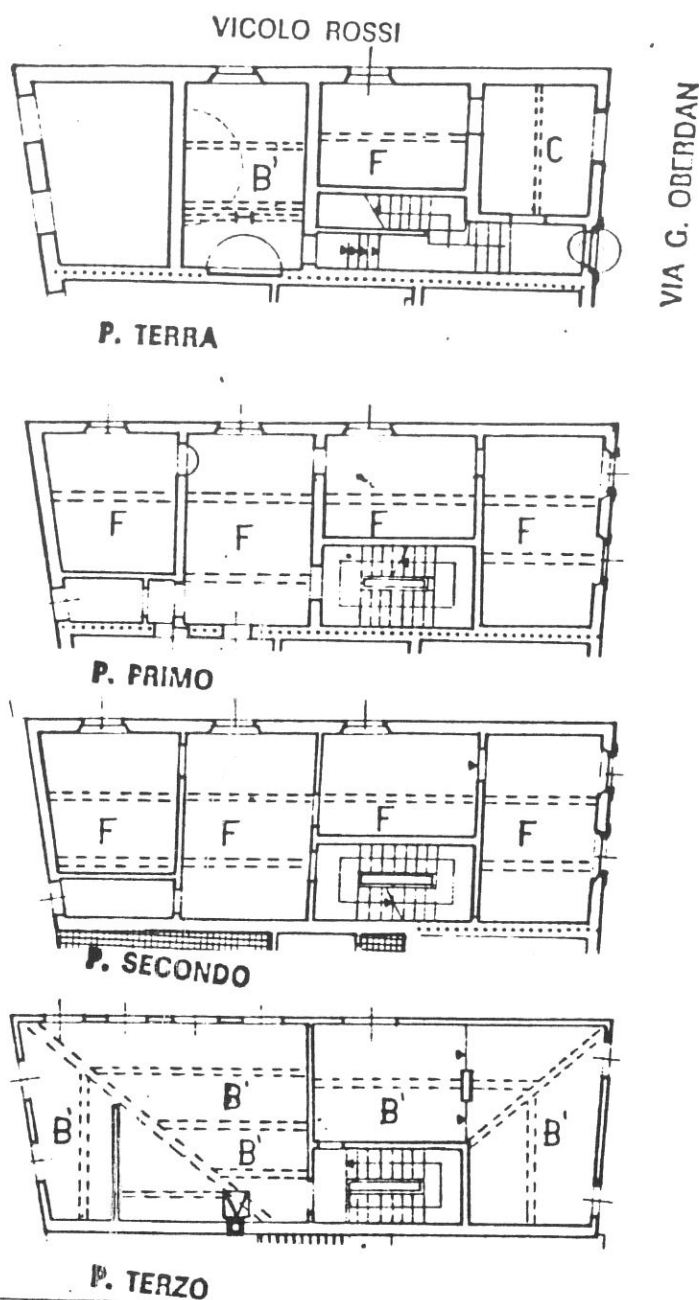 VICOLO ROSSI
VIA G. OBERDAN
B' F C
P. TERRA
F F F F
P. PRIMO
F F F F
P. SECONDO
B' B' B' B' B'
P. TERZO